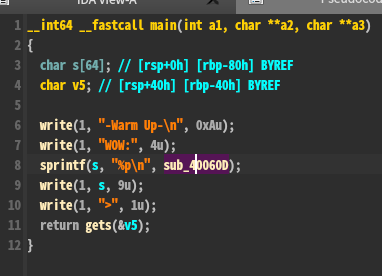 IDA View-A Pseudocod
1 __int64 __fastcall main(int a1, char **a2, char **a3)
2 {
3 char s[64]; // [rsp+0h] [rbp-80h] BYREF
4 char v5; // [rsp+40h] [rbp-40h] BYREF
5
6 write(1, "-Warm Up-\n", 0xAu);
7 write(1, "WOW:", 4u);
8 sprintf(s, "%p\n", sub_40060D);
9 write(1, s, 9u);
10 write(1, ">", 1u);
11 return gets(&v5);
12 }